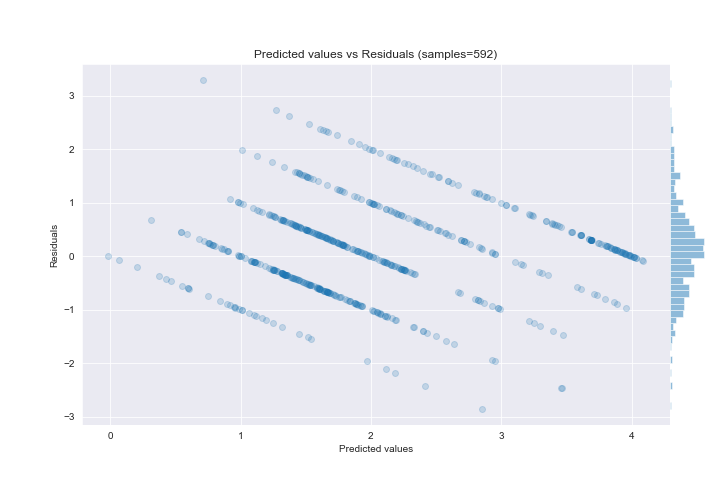 Predicted values vs Residuals (samples=592)
3
2
1
0
−1
−2
−3
Residuals
0 1 2 3 4
Predicted values